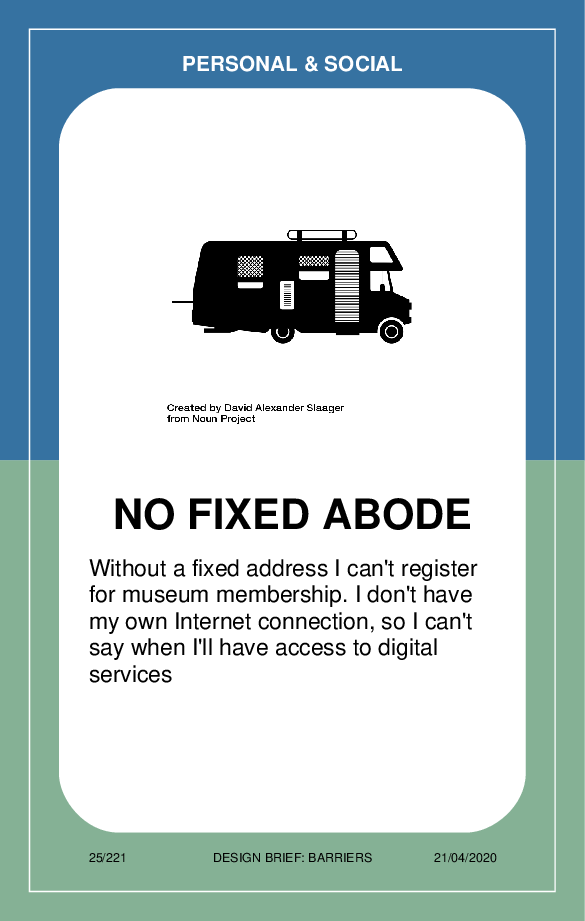 PERSONAL & SOCIAL
Created by David Alexander Slaager
from Noun Project
NO FIXED ABODE
Without a fixed address I can't register
for museum membership. I don't have
my own Internet connection, so I can't
say when I'll have access to digital
services
25/221 DESIGN BRIEF: BARRIERS 21/04/2020